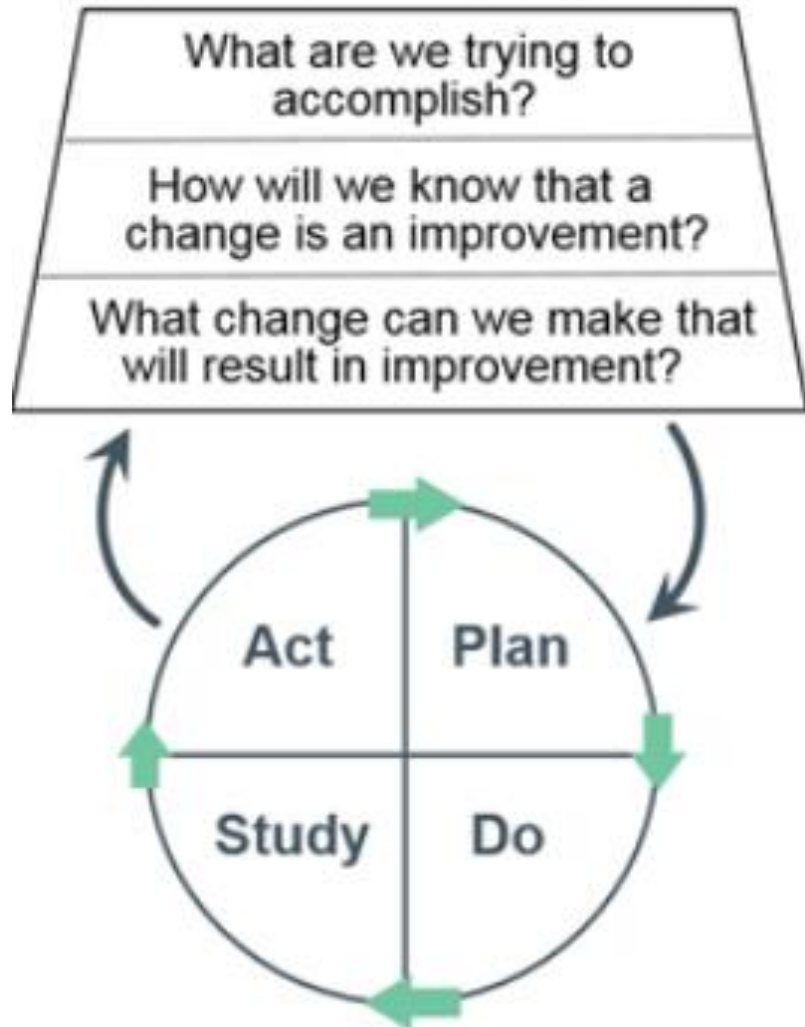 What are we trying to
accomplish?
How will we know that a
change is an improvement?
What change can we make that
will result in improvement?
Act
Plan
Study
Do